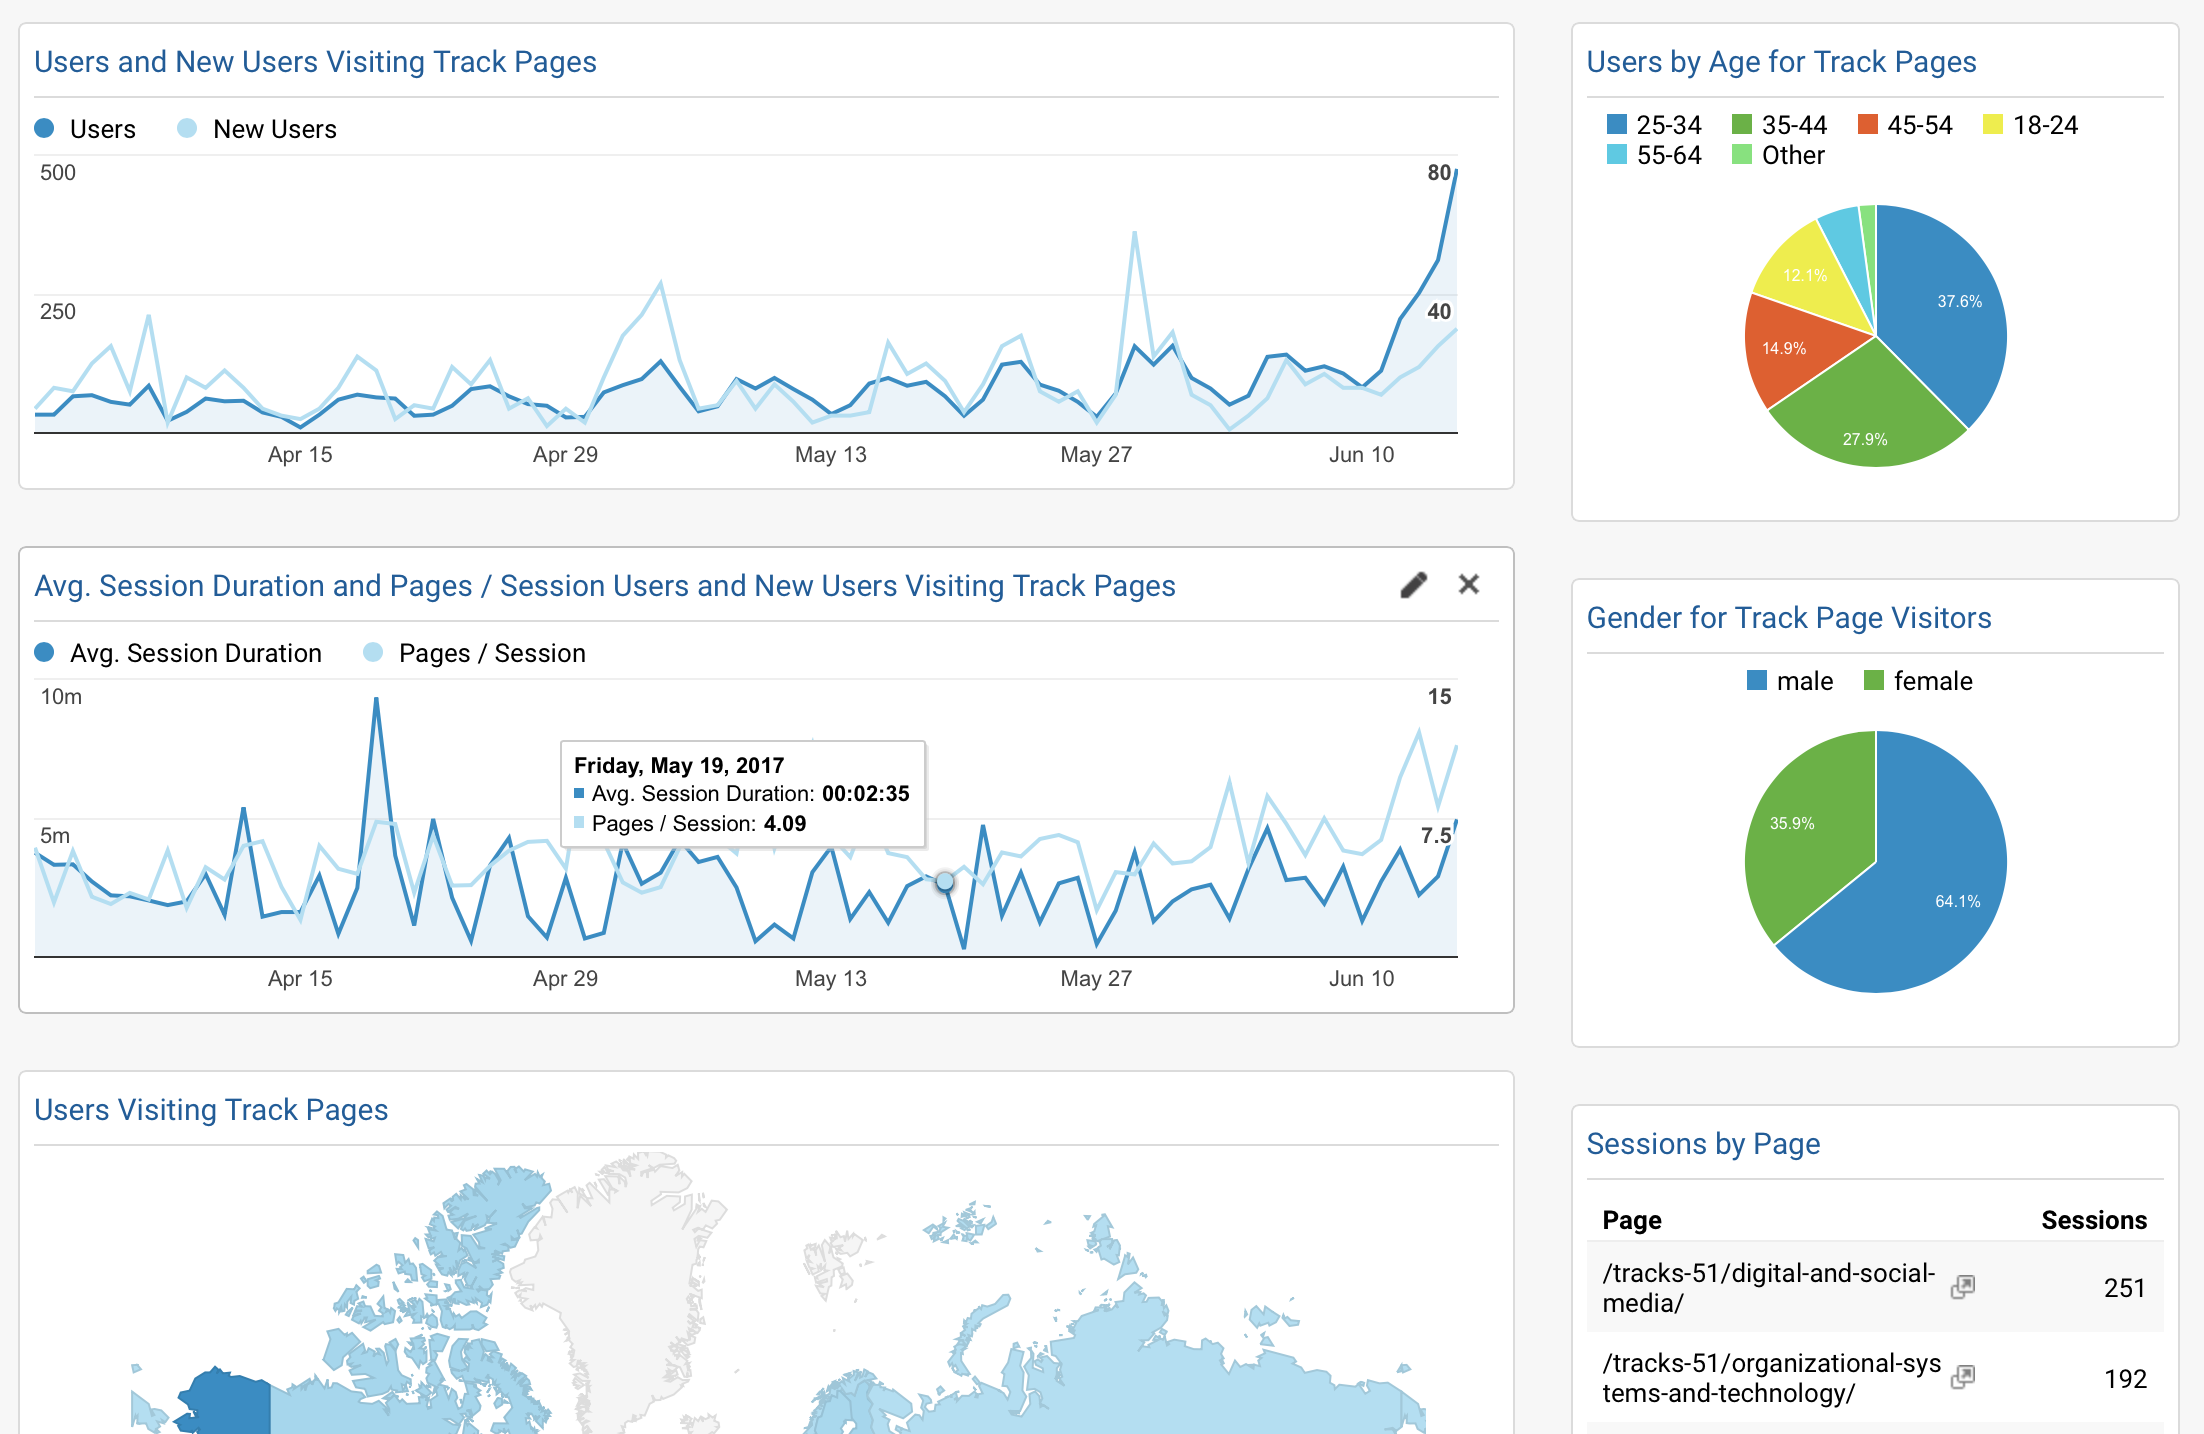 Users and New Users Visiting Track Pages
Users New Users
500 80
250 40
Apr 15 Apr 29 May 13 May 27 Jun 10
Avg. Session Duration and Pages / Session Users and New Users Visiting Track Pages
Avg. Session Duration Pages / Session
10m 15
Friday, May 19, 2017
Avg. Session Duration: 00:02:35
Pages / Session: 4.09
5m 7.5
Apr 15 Apr 29 May 13 May 27 Jun 10
Users Visiting Track Pages
Users by Age for Track Pages
25-34 35-44 45-54 18-24
55-64 Other
12.1%
37.6%
14.9%
27.9%
Gender for Track Page Visitors
male female
35.9%
64.1%
Sessions by Page
Page Sessions
/tracks-51/digital-and-social-
media/
251
/tracks-51/organizational-sys
tems-and-technology/
192